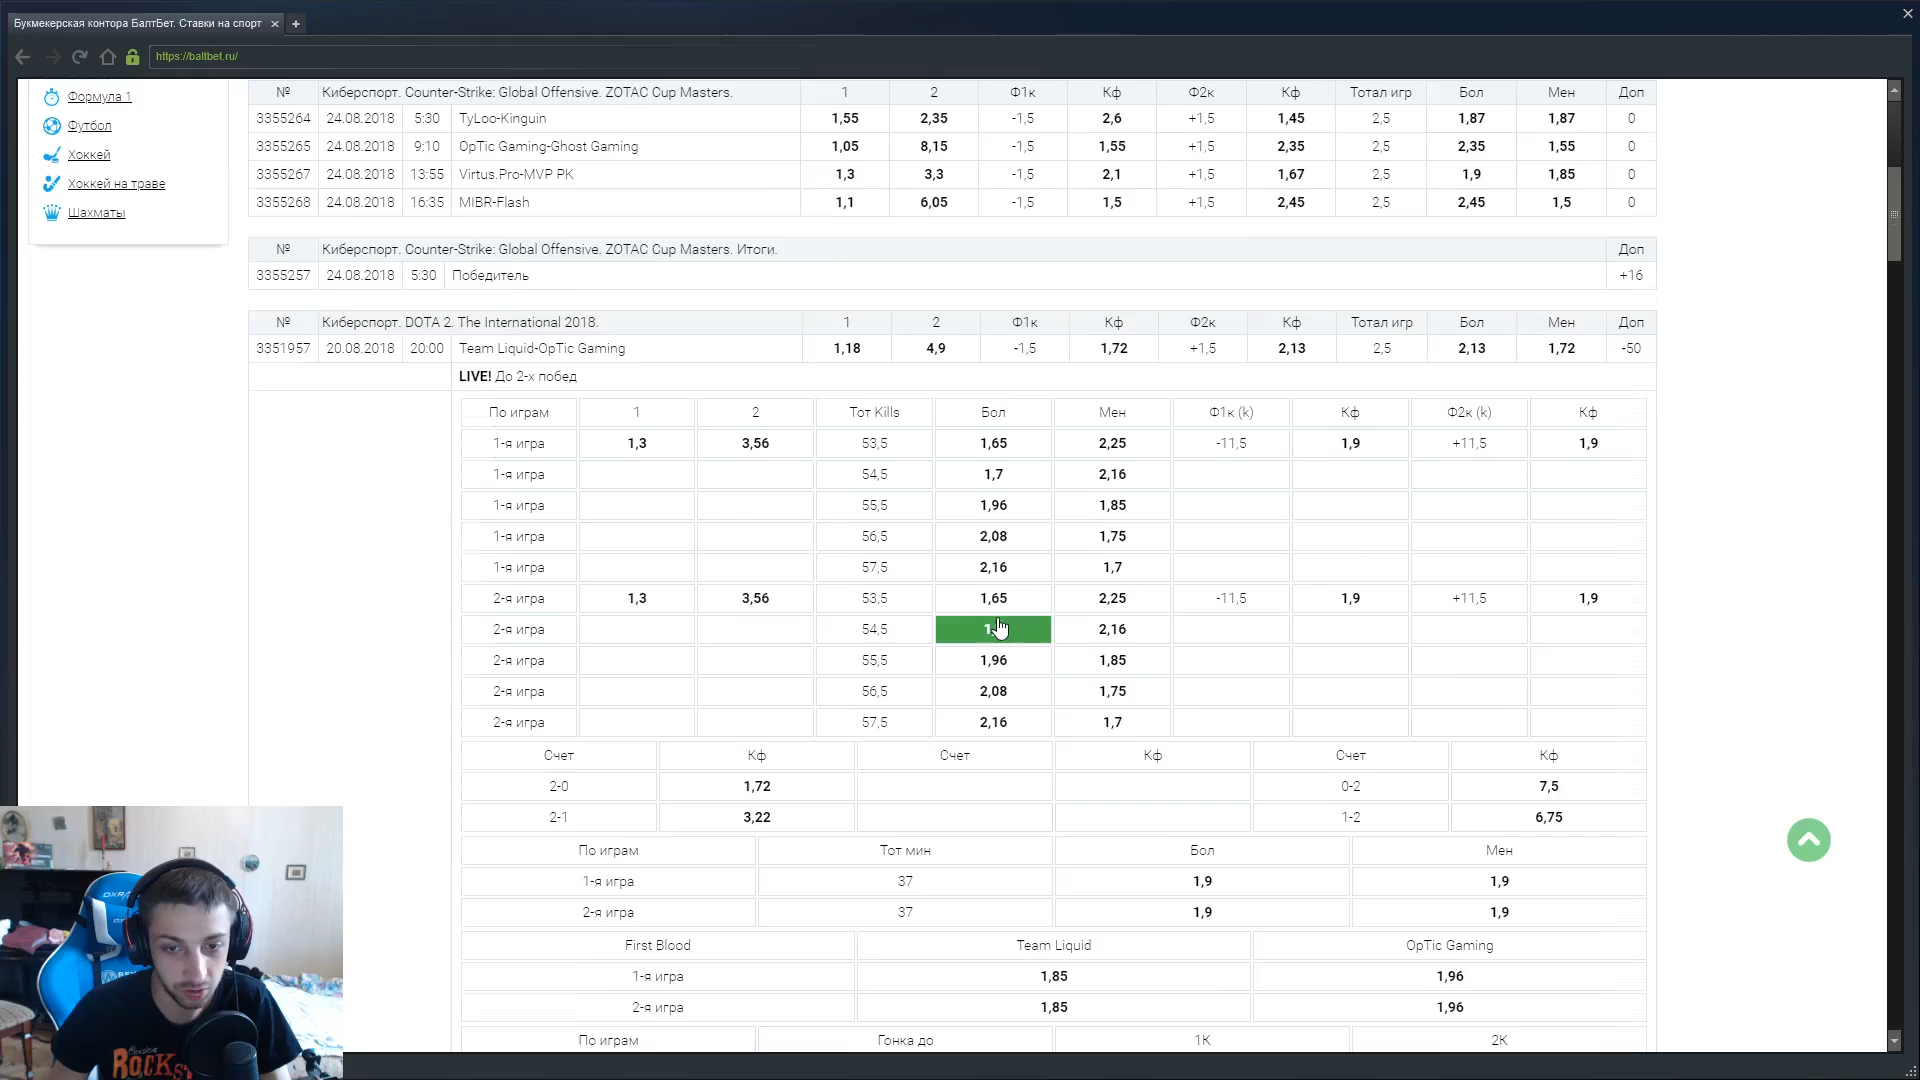 Букмекерская контора БалтБет. Ставки на спорт
https://baltbet.ru/
Формула 1
Футбол
Хоккей
Хоккей на траве
Шахматы
№ Киберспорт. Counter-Strike: Global Offensive. ZOTAC Cup Masters. 1 2 Ф1к Кф Ф2к Кф Тотал игр Бол Мен Доп
3355264 24.08.2018 5:30 TyLoo-Kinguin 1,55 2,35 -1,5 2,6 +1,5 1,45 2,5 1,87 1,87 0
3355265 24.08.2018 9:10 OpTic Gaming-Ghost Gaming 1,05 8,15 -1,5 1,55 +1,5 2,35 2,5 2,35 1,55 0
3355267 24.08.2018 13:55 Virtus.Pro-MVP PK 1,3 3,3 -1,5 2,1 +1,5 1,67 2,5 1,9 1,85 0
3355268 24.08.2018 16:35 MIBR-Flash 1,1 6,05 -1,5 1,5 +1,5 2,45 2,5 2,45 1,5 0
№ Киберспорт. Counter-Strike: Global Offensive. ZOTAC Cup Masters. Итоги. Доп
3355257 24.08.2018 5:30 Победитель +16
№ Киберспорт. DOTA 2. The International 2018. 1 2 Ф1к Кф Ф2к Кф Тотал игр Бол Мен Доп
3351957 20.08.2018 20:00 Team Liquid-OpTic Gaming 1,18 4,9 -1,5 1,72 +1,5 2,13 2,5 2,13 1,72 -50
LIVE! До 2-х побед
По играм 1 2 Тот Kills Бол Мен Ф1к (k) Кф Ф2к (k) Кф
1-я игра 1,3 3,56 53,5 1,65 2,25 -11,5 1,9 +11,5 1,9
1-я игра 54,5 1,7 2,16
1-я игра 55,5 1,96 1,85
1-я игра 56,5 2,08 1,75
1-я игра 57,5 2,16 1,7
2-я игра 1,3 3,56 53,5 1,65 2,25 -11,5 1,9 +11,5 1,9
2-я игра 54,5 2,16
2-я игра 55,5 1,96 1,85
2-я игра 56,5 2,08 1,75
2-я игра 57,5 2,16 1,7
Счет Кф Счет Кф Счет Кф
2-0 1,72 0-2 7,5
2-1 3,22 1-2 6,75
По играм Тот мин Бол Мен
1-я игра 37 1,9 1,9
2-я игра 37 1,9 1,9
First Blood Team Liquid OpTic Gaming
1-я игра 1,85 1,96
2-я игра 1,85 1,96
По играм Гонка до 1К 2К
ROCK